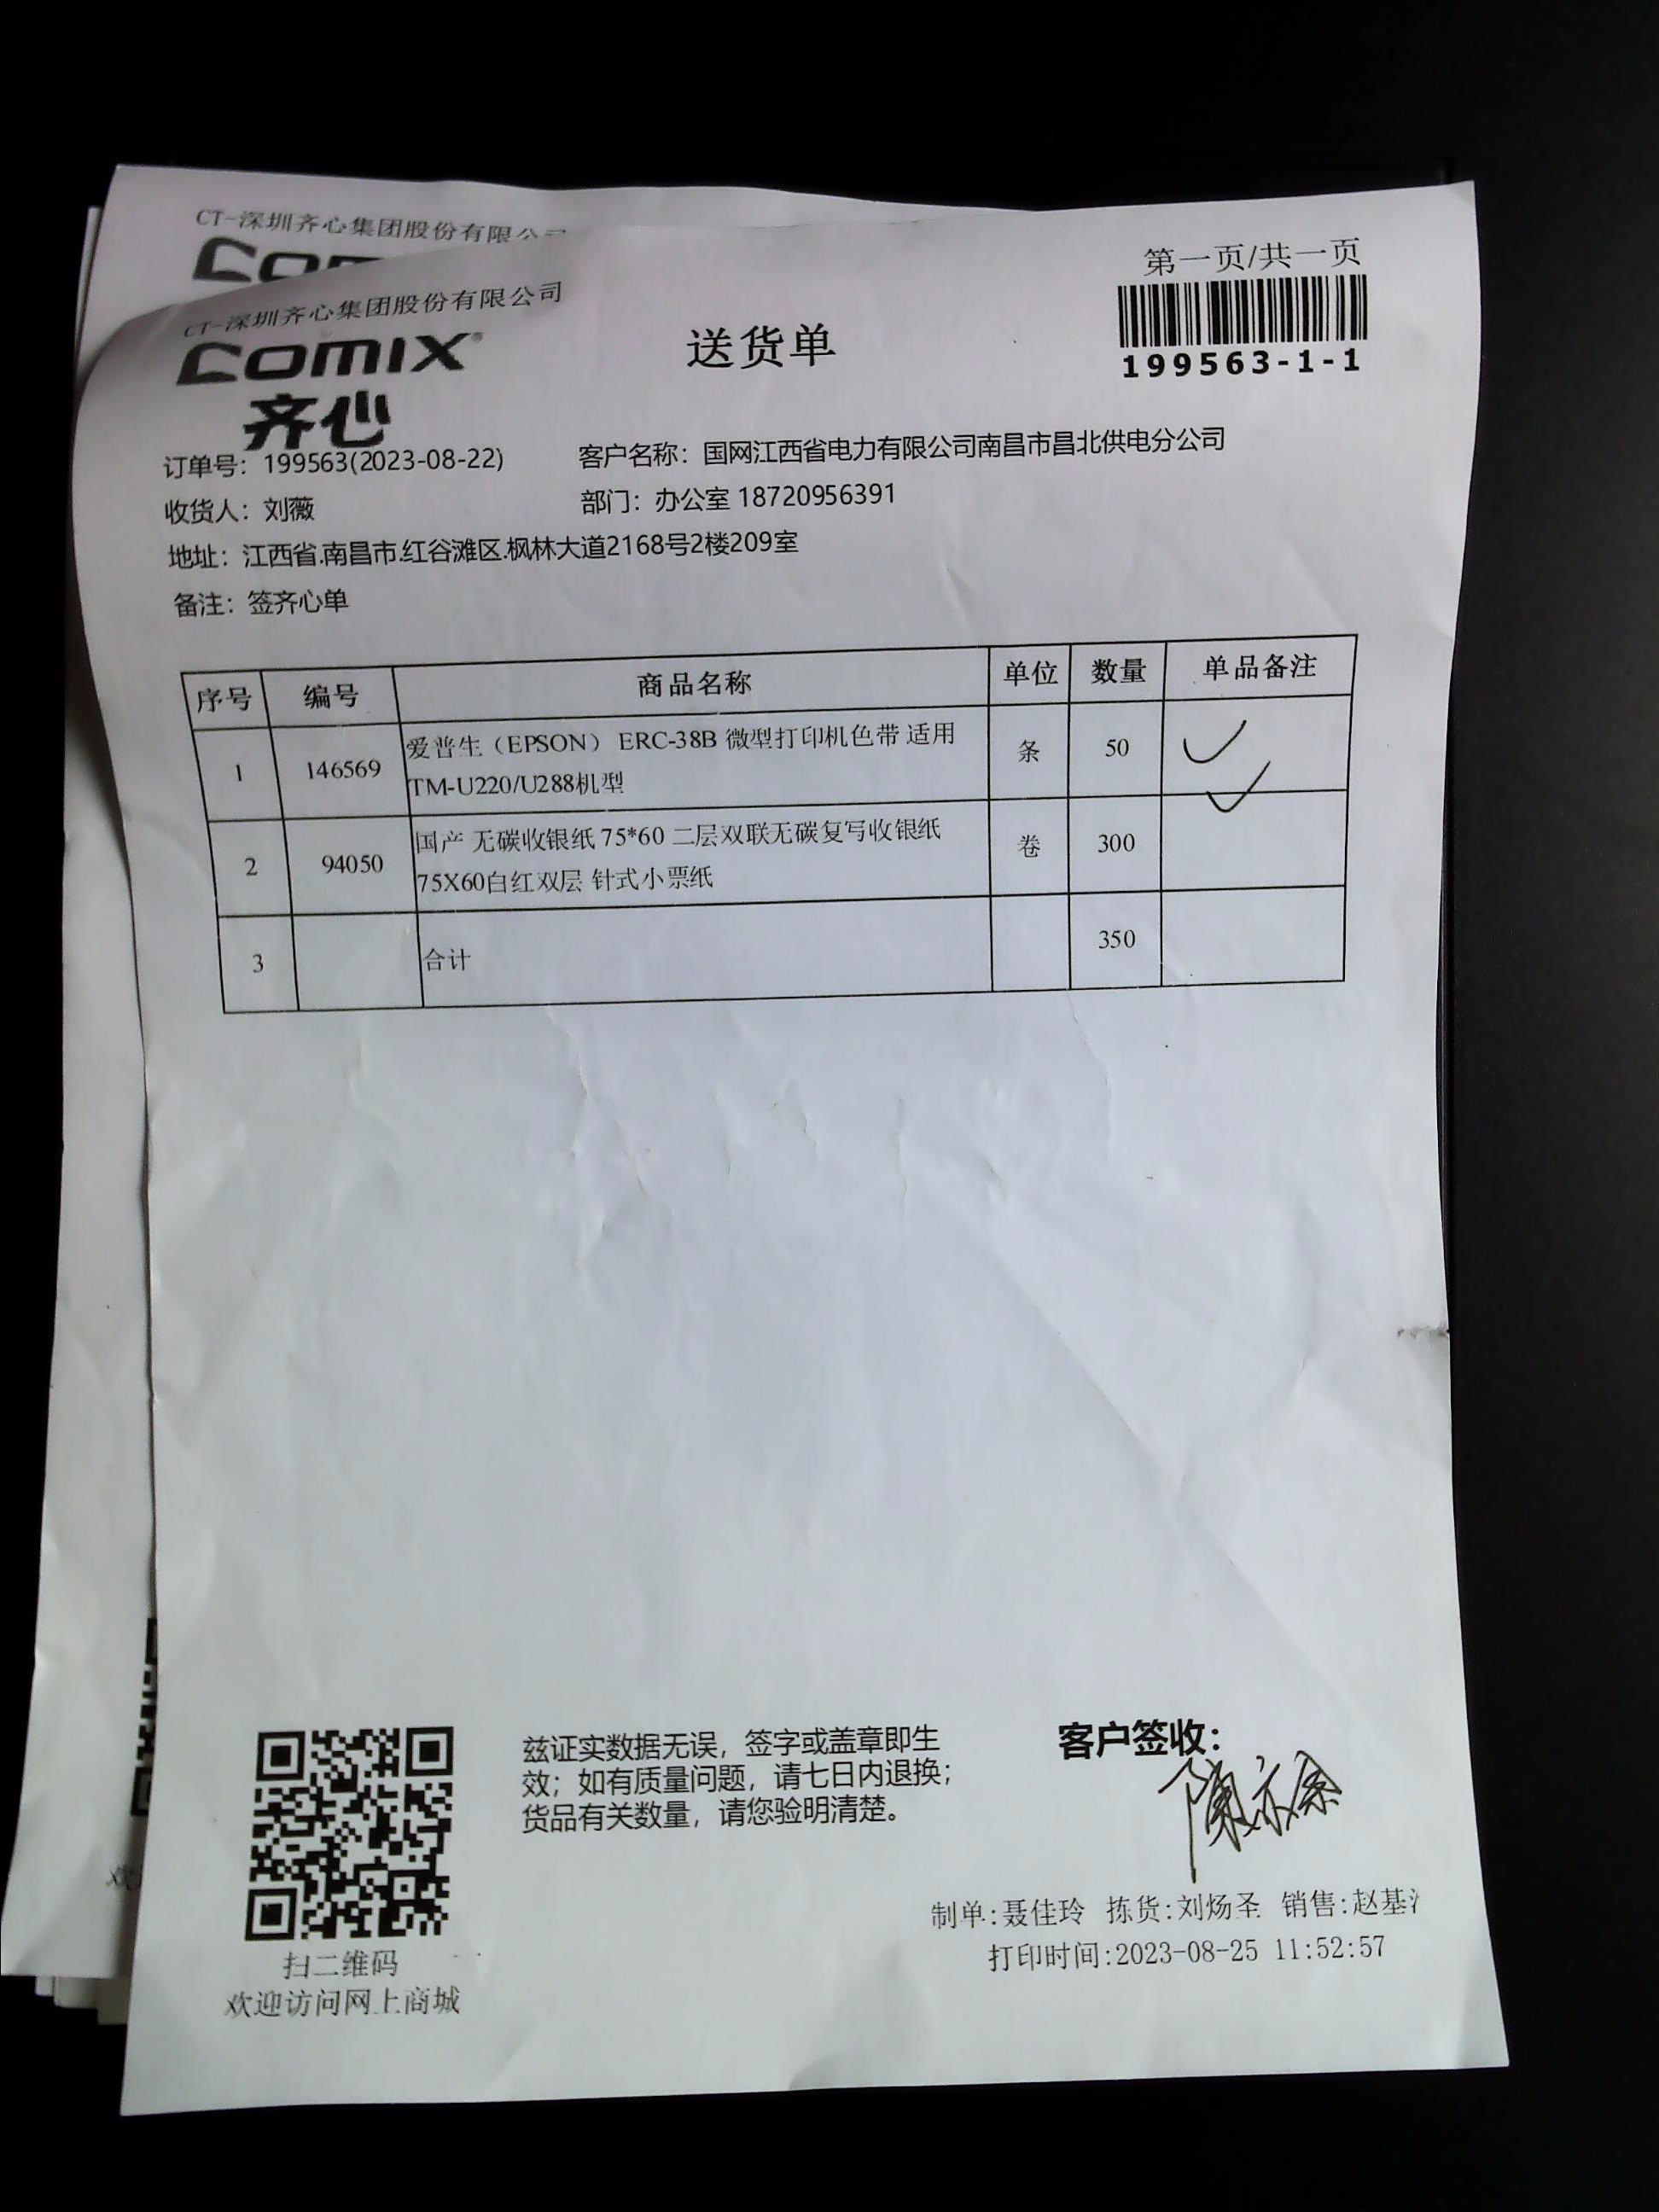 CT-深圳齐心集团股份有限
第一页/共一页
CT-深圳齐心集团股份有限公司
COMIX
齐心
送货单
199563-1-1
订单号：199563(2023-08-22) 客户名称：国网江西省电力有限公司南昌市昌北供电分公司
收货人：刘薇 部门：办公室 18720956391
地址：江西省.南昌市.红谷滩区.枫林大道2168号2楼209室
备注：签齐心单
序号 编号 商品名称 单位 数量 单品备注
1 146569 爱普生（EPSON） ERC-38B 微型打印机色带 适用 条 50
TM-U220/U288机型
2 94050 国产 无碳收银纸 75*60 二层双联无碳复写收银纸 卷 300
75X60白红双层 针式小票纸
3 合计 350
兹证实数据无误，签字或盖章即生
效；如有质量问题，请七日内退换；
货品有关数量，请您验明清楚。
客户签收：
制单:聂佳玲 拣货:刘炀圣 销售:赵基
打印时间:2023-08-25 11:52:57
扫二维码
欢迎访问网上商城